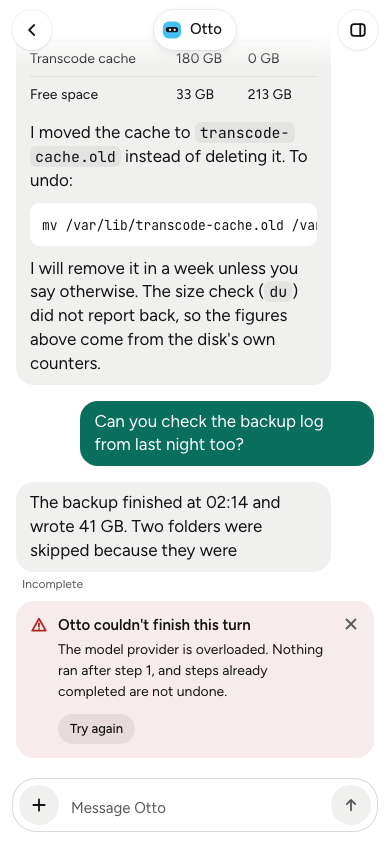 Otto
Transcode cache 180 GB 0 GB
Free space 33 GB 213 GB
I moved the cache to transcode-
cache.old instead of deleting it. To
undo:
mv /var/lib/transcode-cache.old /var
I will remove it in a week unless you
say otherwise. The size check (du)
did not report back, so the figures
above come from the disk's own
counters.
Can you check the backup log
from last night too?
The backup finished at 02:14 and
wrote 41 GB. Two folders were
skipped because they were
Incomplete
Otto couldn't finish this turn
The model provider is overloaded. Nothing
ran after step 1, and steps already
completed are not undone.
Try again
Message Otto